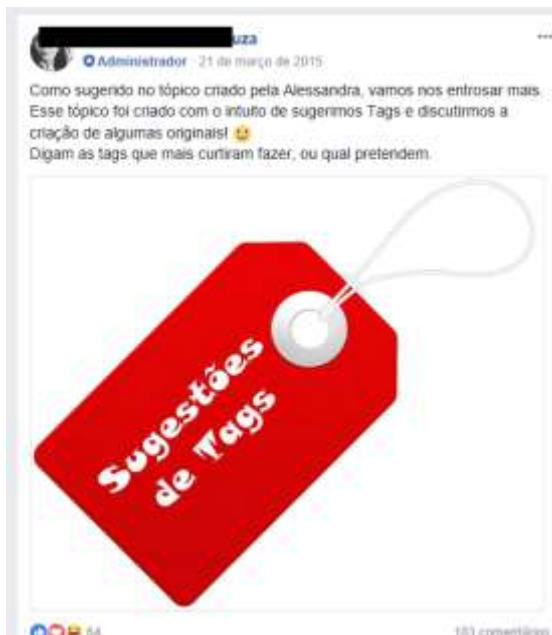 uza
Administrador · 21 de março de 2015
Como sugerido no tópico criado pela Alessandra, vamos nos entrosar mais.
Esse tópico foi criado com o intuito de sugerirmos Tags e discutirmos a
criação de algumas originais!
Digam as tags que mais curtiram fazer, ou qual pretendem.
Sugestões
de Tags
54
103 comentários